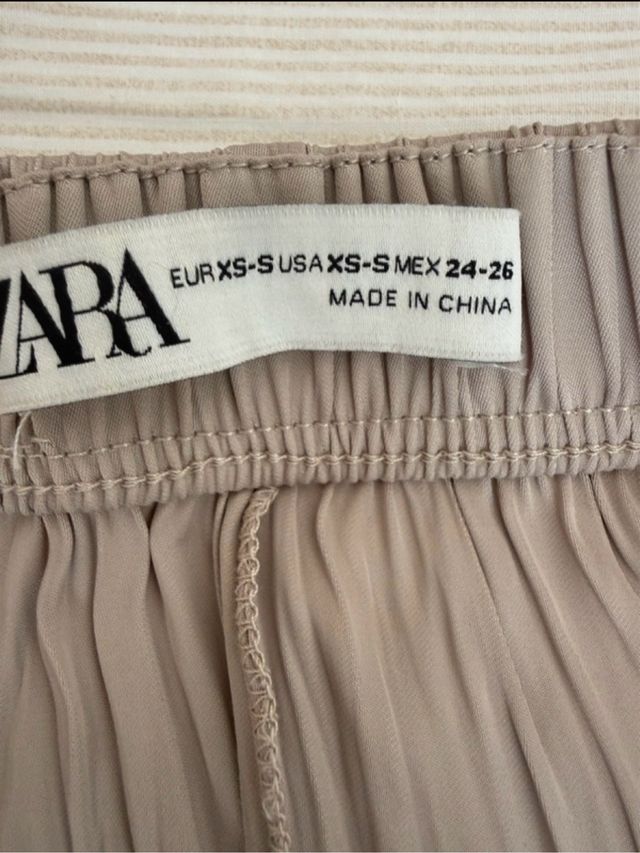 ZARA
EUR XS-S USA XS-S MEX 24-26
MADE IN CHINA